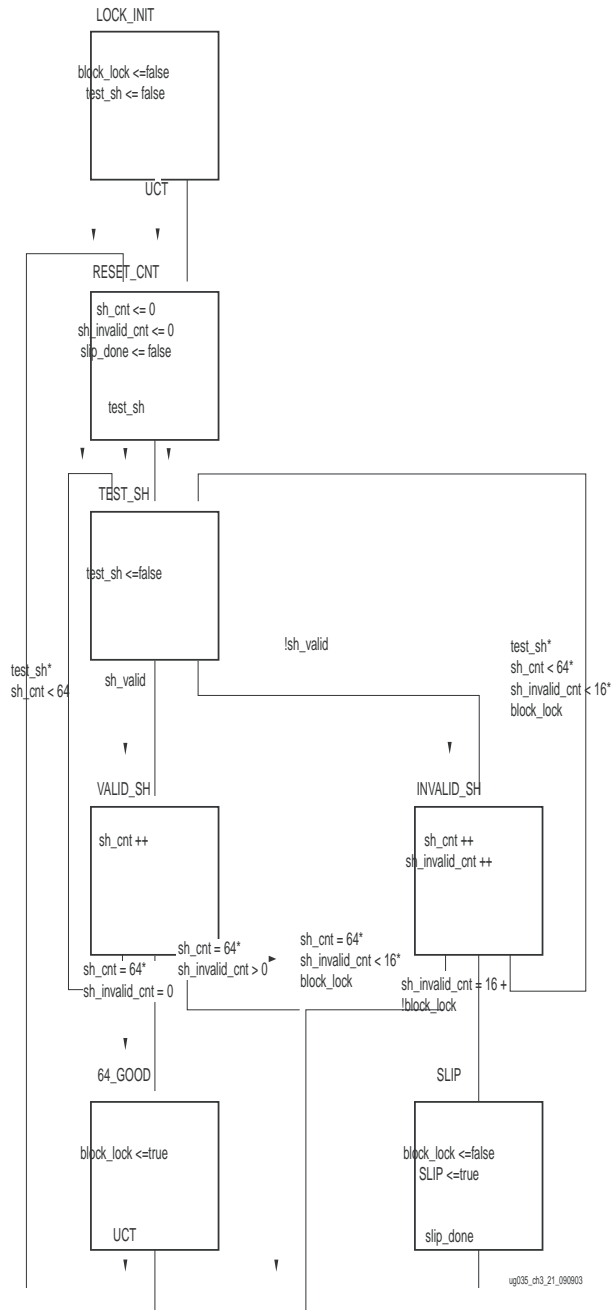 LOCK_INIT
block_lock <=false
test_sh <= false
UCT
RESET_CNT
sh_cnt <= 0
sh_invalid_cnt <= 0
slip_done <= false
test_sh
TEST_SH
test_sh <=false
!sh_valid
test_sh*
sh_cnt < 64*
sh_invalid_cnt < 16*
block_lock
test_sh*
sh_cnt < 64
sh_valid
VALID_SH
INVALID_SH
sh_cnt ++
sh_cnt ++
sh_invalid_cnt ++
sh_cnt = 64*
sh_invalid_cnt = 0
sh_cnt = 64*
sh_invalid_cnt > 0
sh_cnt = 64*
sh_invalid_cnt < 16*
block_lock
sh_invalid_cnt = 16 +
!block_lock
64_GOOD
SLIP
block_lock <=true
UCT
block_lock <=false
SLIP <=true
slip_done
ug035_ch3_21_090903